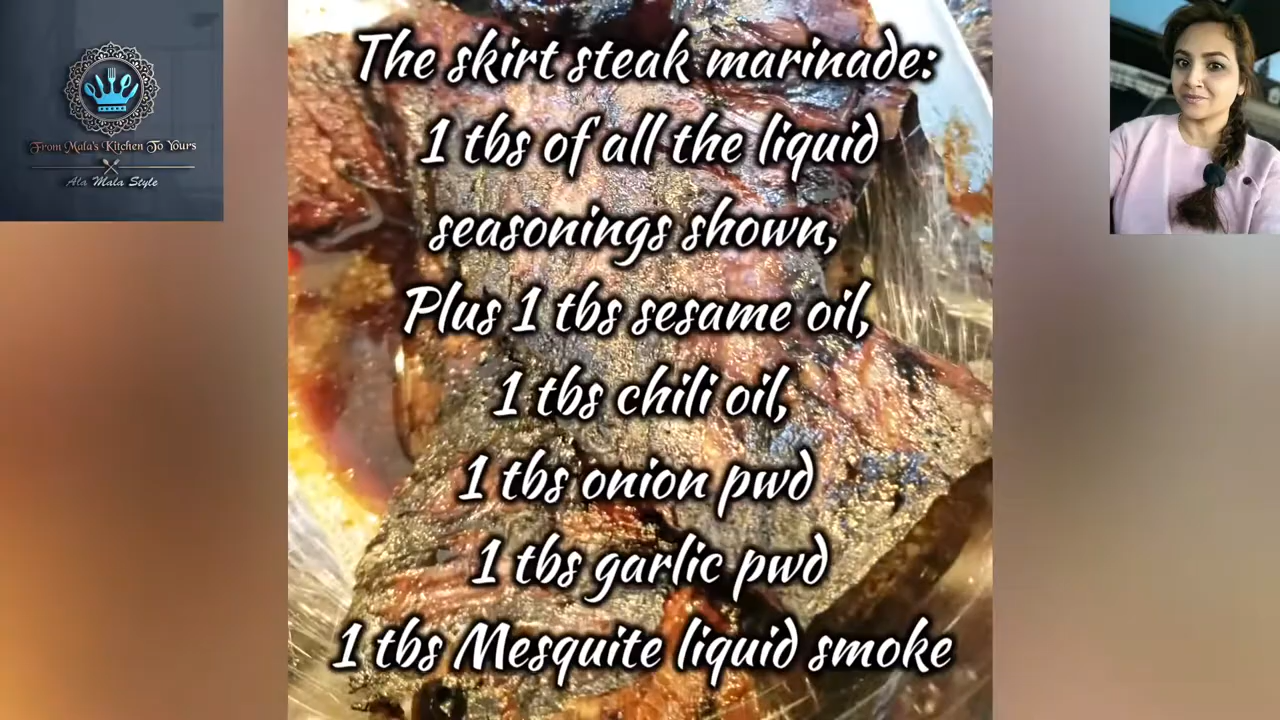 From Mala's Kitchen To Yours
Ala Mala Style
The skirt steak marinade:
1 tbs of all the liquid
seasonings shown,
Plus 1 tbs sesame oil,
1 tbs chili oil,
1 tbs onion pwd
1 tbs garlic pwd
1 tbs Mesquite liquid smoke